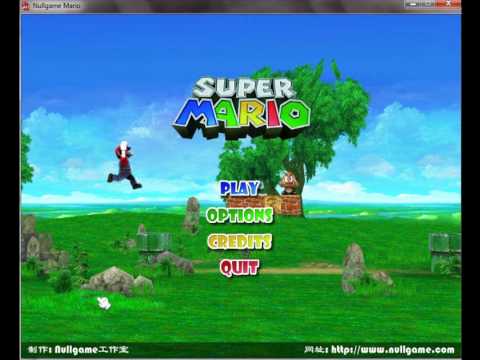 Nullgame Mario
SUPER
MARIO
PLAY
OPTIONS
CREDITS
QUIT
制作: Nullgame工作室
网址: http://www.nullgame.com